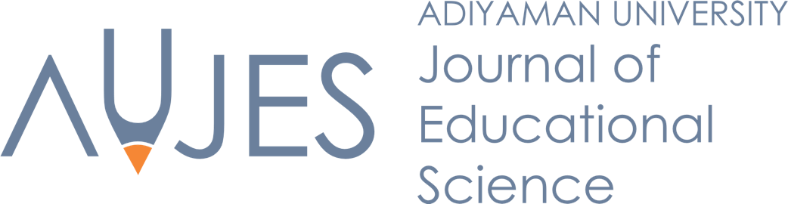 AUJES
ADIYAMAN UNIVERSITY
Journal of
Educational
Science